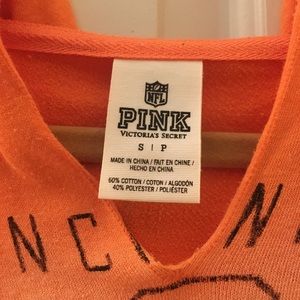 NFL
PINK
VICTORIA'S SECRET
S | P
MADE IN CHINA / FAIT EN CHINE /
HECHO EN CHINA
60% COTTON / COTON / ALGODÓN
40% POLYESTER / POLIÉSTER
NC N